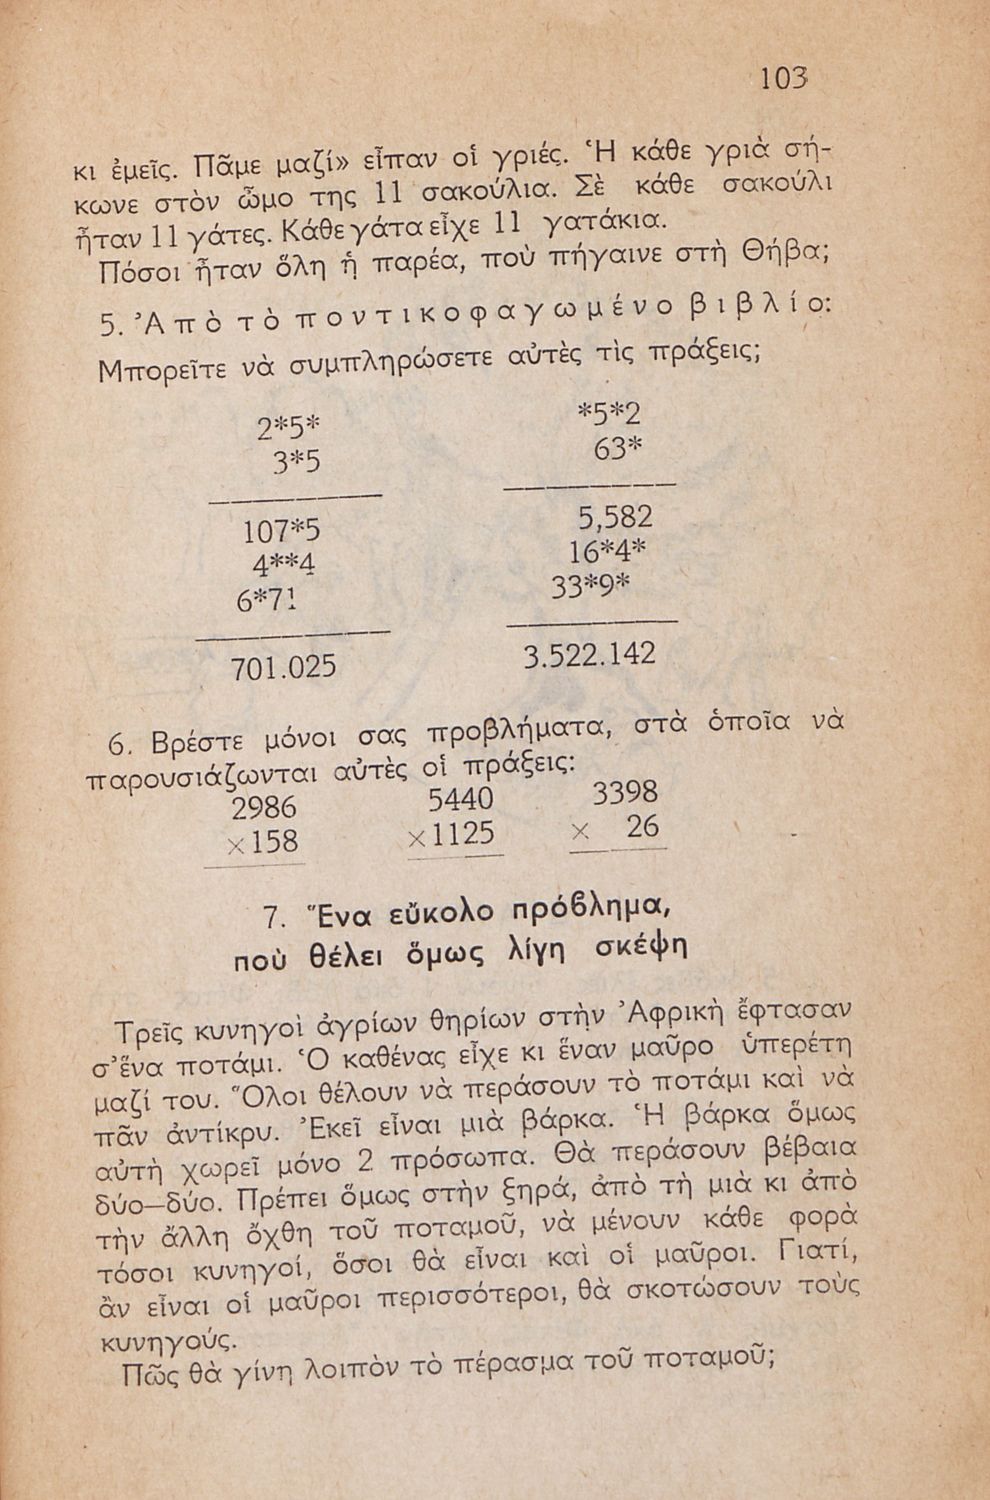 103
κι ἐμεῖς. Πᾶμε μαζί» εἶπαν οἱ γριές. Ἡ κάθε γριὰ σή-
κωνε στὸν ὦμο της 11 σακούλια. Σὲ κάθε σακούλι
ἦταν 11 γάτες. Κάθε γάτα εἶχε 11 γατάκια.
Πόσοι ἦταν ὅλη ἡ παρέα, ποὺ πήγαινε στὴ Θήβα;
5. Ἀπὸ τὸ ποντικοφαγωμένο βιβλίο:
Μπορεῖτε νὰ συμπληρώσετε αὐτὲς τὶς πράξεις;
2*5* *5*2
3*5 63*
107*5 5,582
4**4 16*4*
6*71 33*9*
701.025 3.522.142
6. Βρέστε μόνοι σας προβλήματα, στὰ ὁποῖα νὰ
παρουσιάζωνται αὐτὲς οἱ πράξεις:
2986 5440 3398
×158 ×1125 × 26
7. Ἕνα εὔκολο πρόβλημα,
ποὺ θέλει ὅμως λίγη σκέψη
Τρεῖς κυνηγοὶ ἀγρίων θηρίων στὴν Ἀφρικὴ ἔφτασαν
σ’ ἕνα ποτάμι. Ὁ καθένας εἶχε κι ἕναν μαῦρο ὑπερέτη
μαζί του. Ὅλοι θέλουν νὰ περάσουν τὸ ποτάμι καὶ νὰ
πᾶν ἀντίκρυ. Ἐκεῖ εἶναι μιὰ βάρκα. Ἡ βάρκα ὅμως
αὐτὴ χωρεῖ μόνο 2 πρόσωπα. Θὰ περάσουν βέβαια
δύο—δύο. Πρέπει ὅμως στὴν ξηρά, ἀπὸ τὴ μιὰ κι ἀπὸ
τὴν ἄλλη ὄχθη τοῦ ποταμοῦ, νὰ μένουν κάθε φορὰ
τόσοι κυνηγοί, ὅσοι θὰ εἶναι καὶ οἱ μαῦροι. Γιατί,
ἂν εἶναι οἱ μαῦροι περισσότεροι, θὰ σκοτώσουν τοὺς
κυνηγούς.
Πῶς θὰ γίνη λοιπὸν τὸ πέρασμα τοῦ ποταμοῦ;